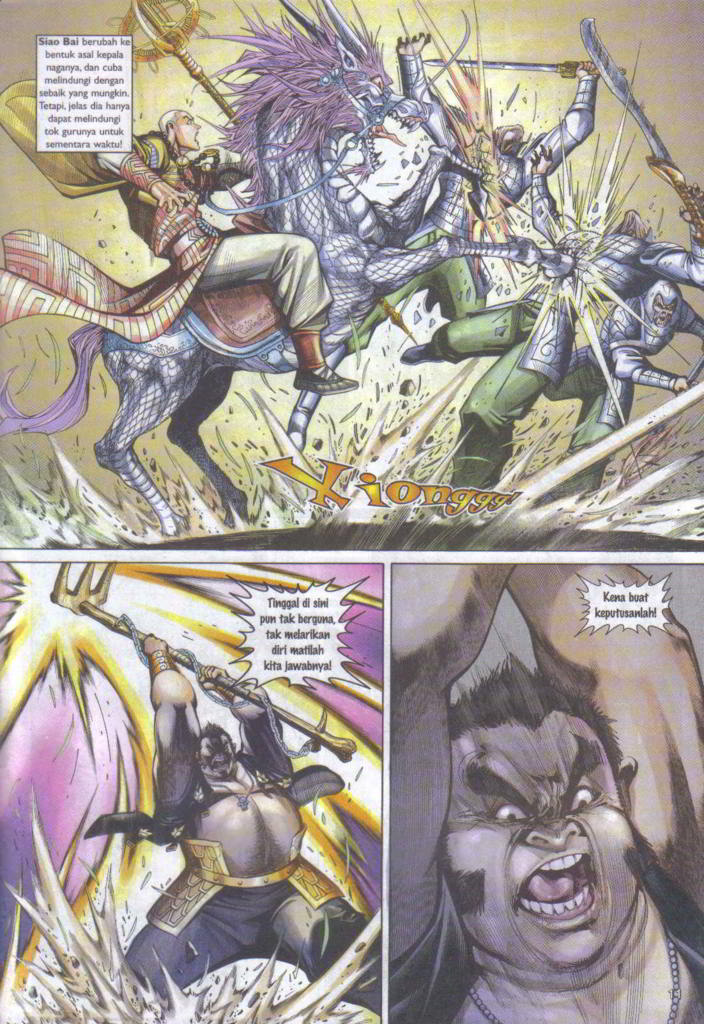 Siao Bai berubah ke
bentuk asal kepala
naganya, dan cuba
melindungi dengan
sebaik yang mungkin.
Tetapi, jelas dia hanya
dapat melindungi
tok gurunya untuk
sementara waktu!
Xionggg!
Tinggal di sini
pun tak berguna,
tak melarikan
diri matilah
kita jawabnya!
Kena buat
keputusanlah!